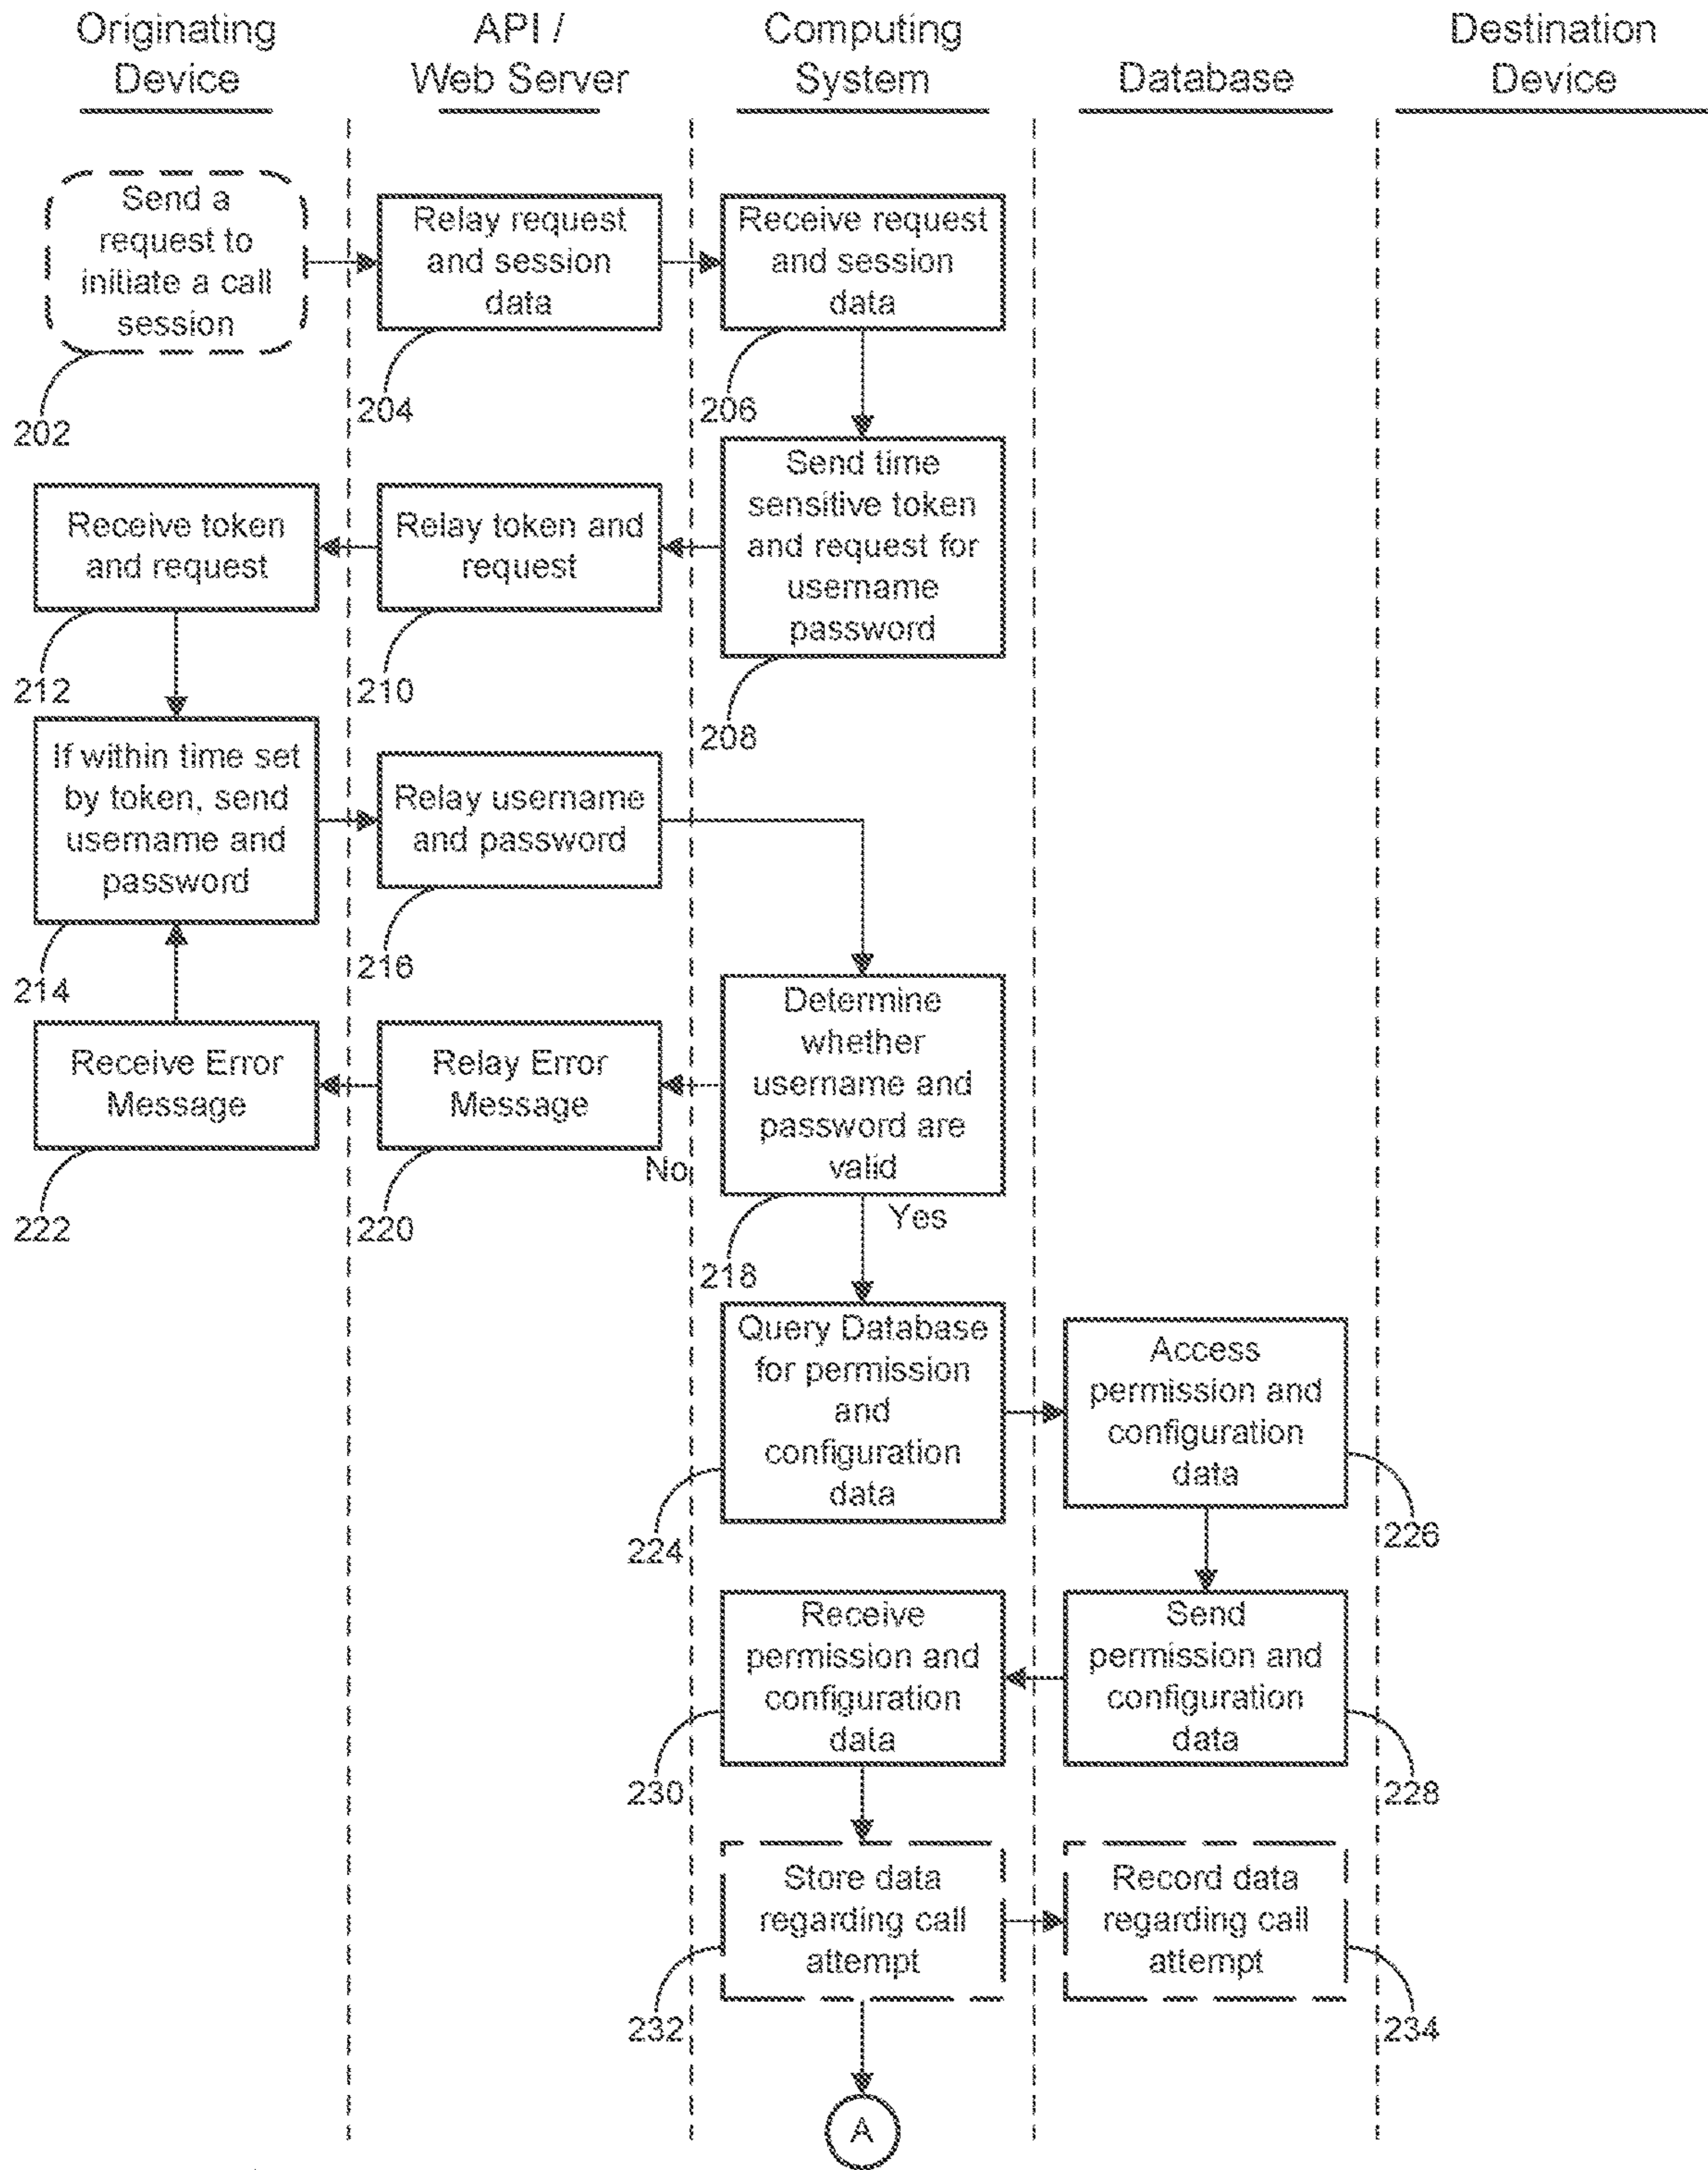 Originating
Device
API /
Web Server
Computing
System
Database
Destination
Device
Send a
request to
initiate a call
session
202
Relay request
and session
data
204
Receive request
and session
data
206
Send time
sensitive token
and request for
username
password
208
Relay token and
request
210
Receive token
and request
212
If within time set
by token, send
username and
password
214
Relay username
and password
216
Determine
whether
username and
password are
valid
218
No
Yes
Relay Error
Message
220
Receive Error
Message
222
Query Database
for permission
and
configuration
data
224
Access
permission and
configuration
data
226
Send
permission and
configuration
data
228
Receive
permission and
configuration
data
230
Store data
regarding call
attempt
232
Record data
regarding call
attempt
234
A